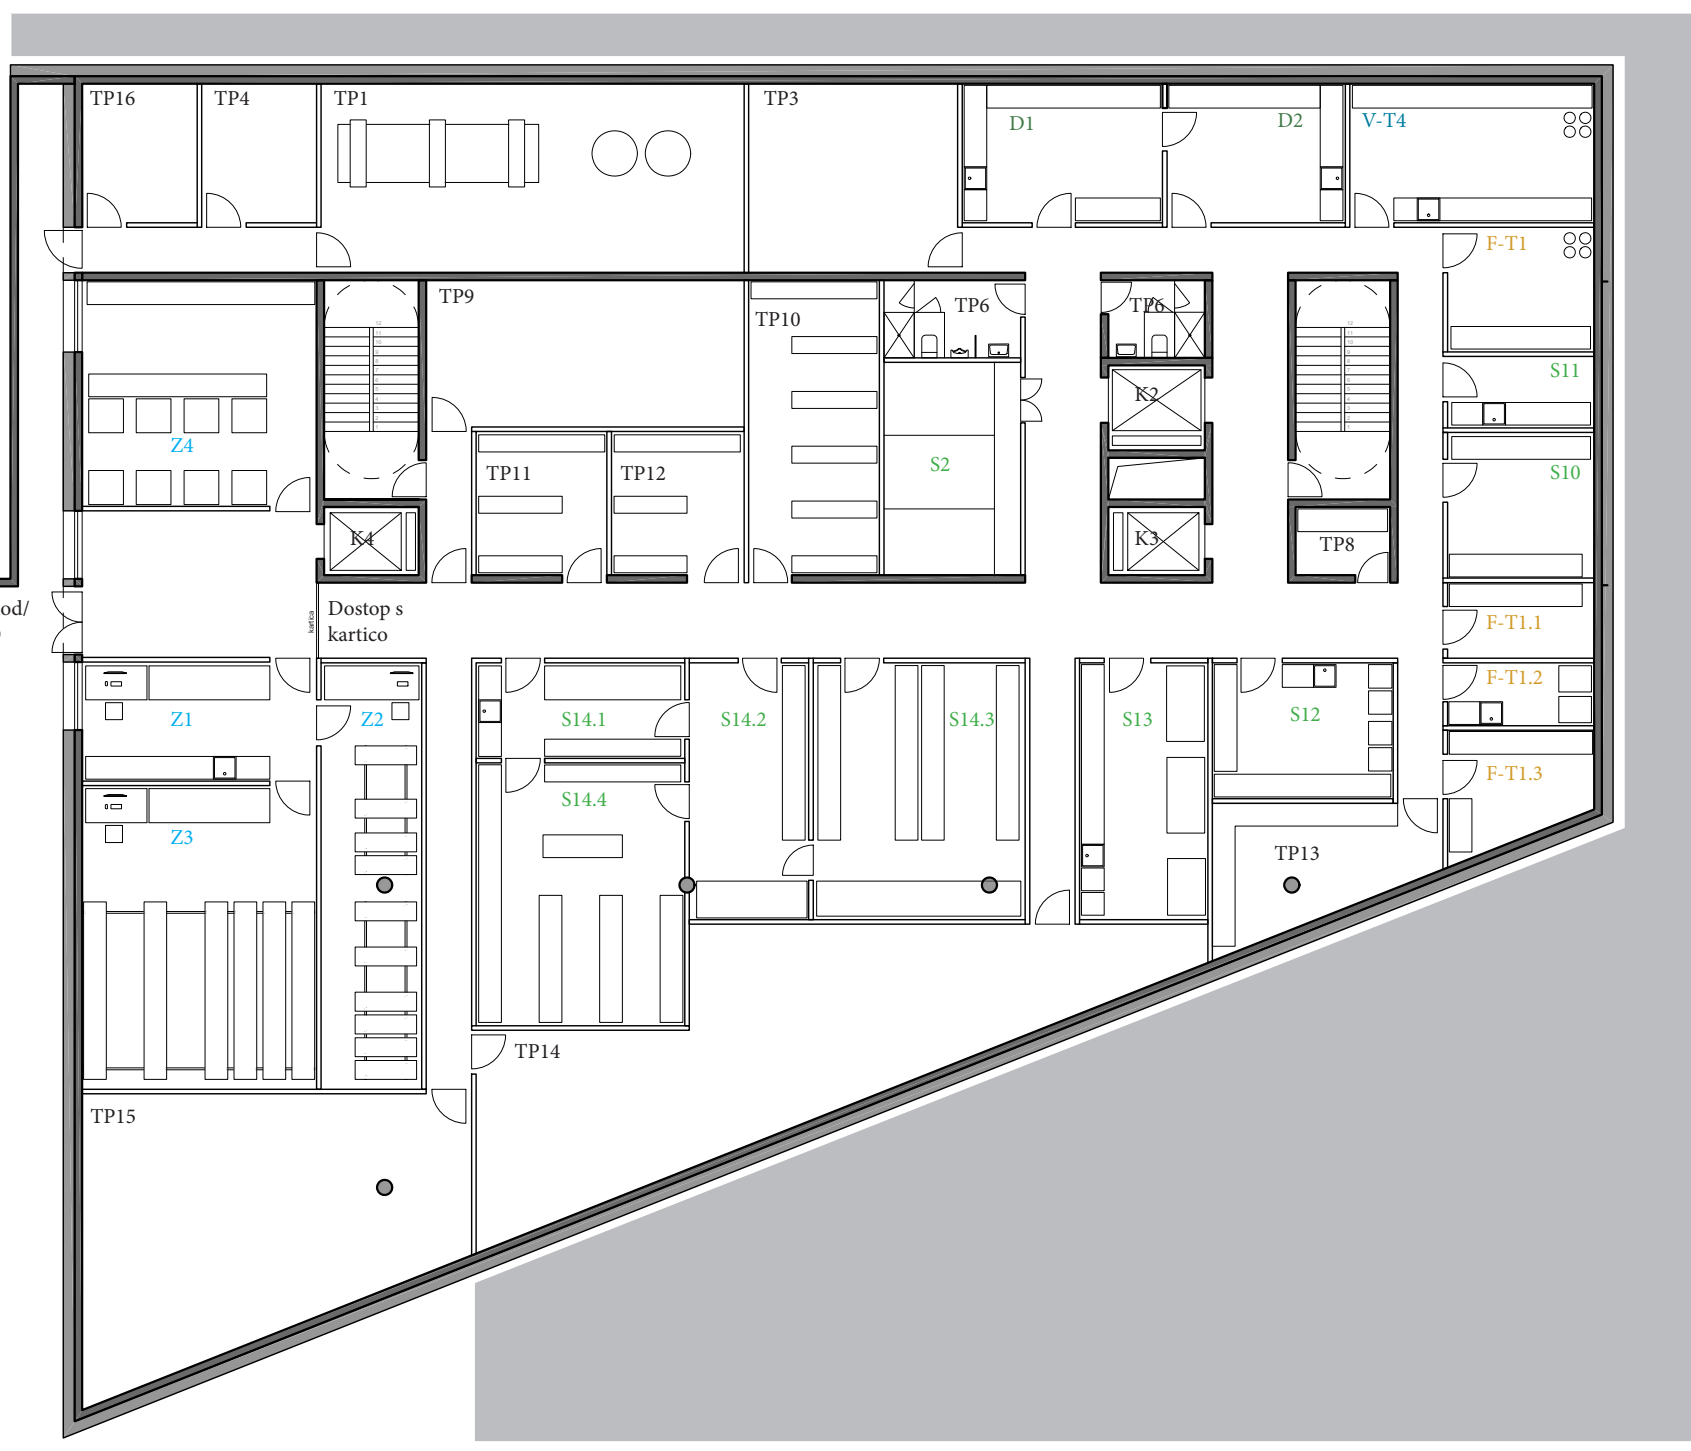 TP16
TP4
TP1
TP3
D1
D2
V-T4
F-T1
TP9
TP10
TP6
TP6
K2
S11
Z4
TP11
TP12
S2
S10
K4
K3
TP8
od/
Dostop s
kartico
kartica
F-T1.1
F-T1.2
Z1
Z2
S14.1
S14.2
S14.3
S13
S12
F-T1.3
S14.4
Z3
TP13
TP14
TP15